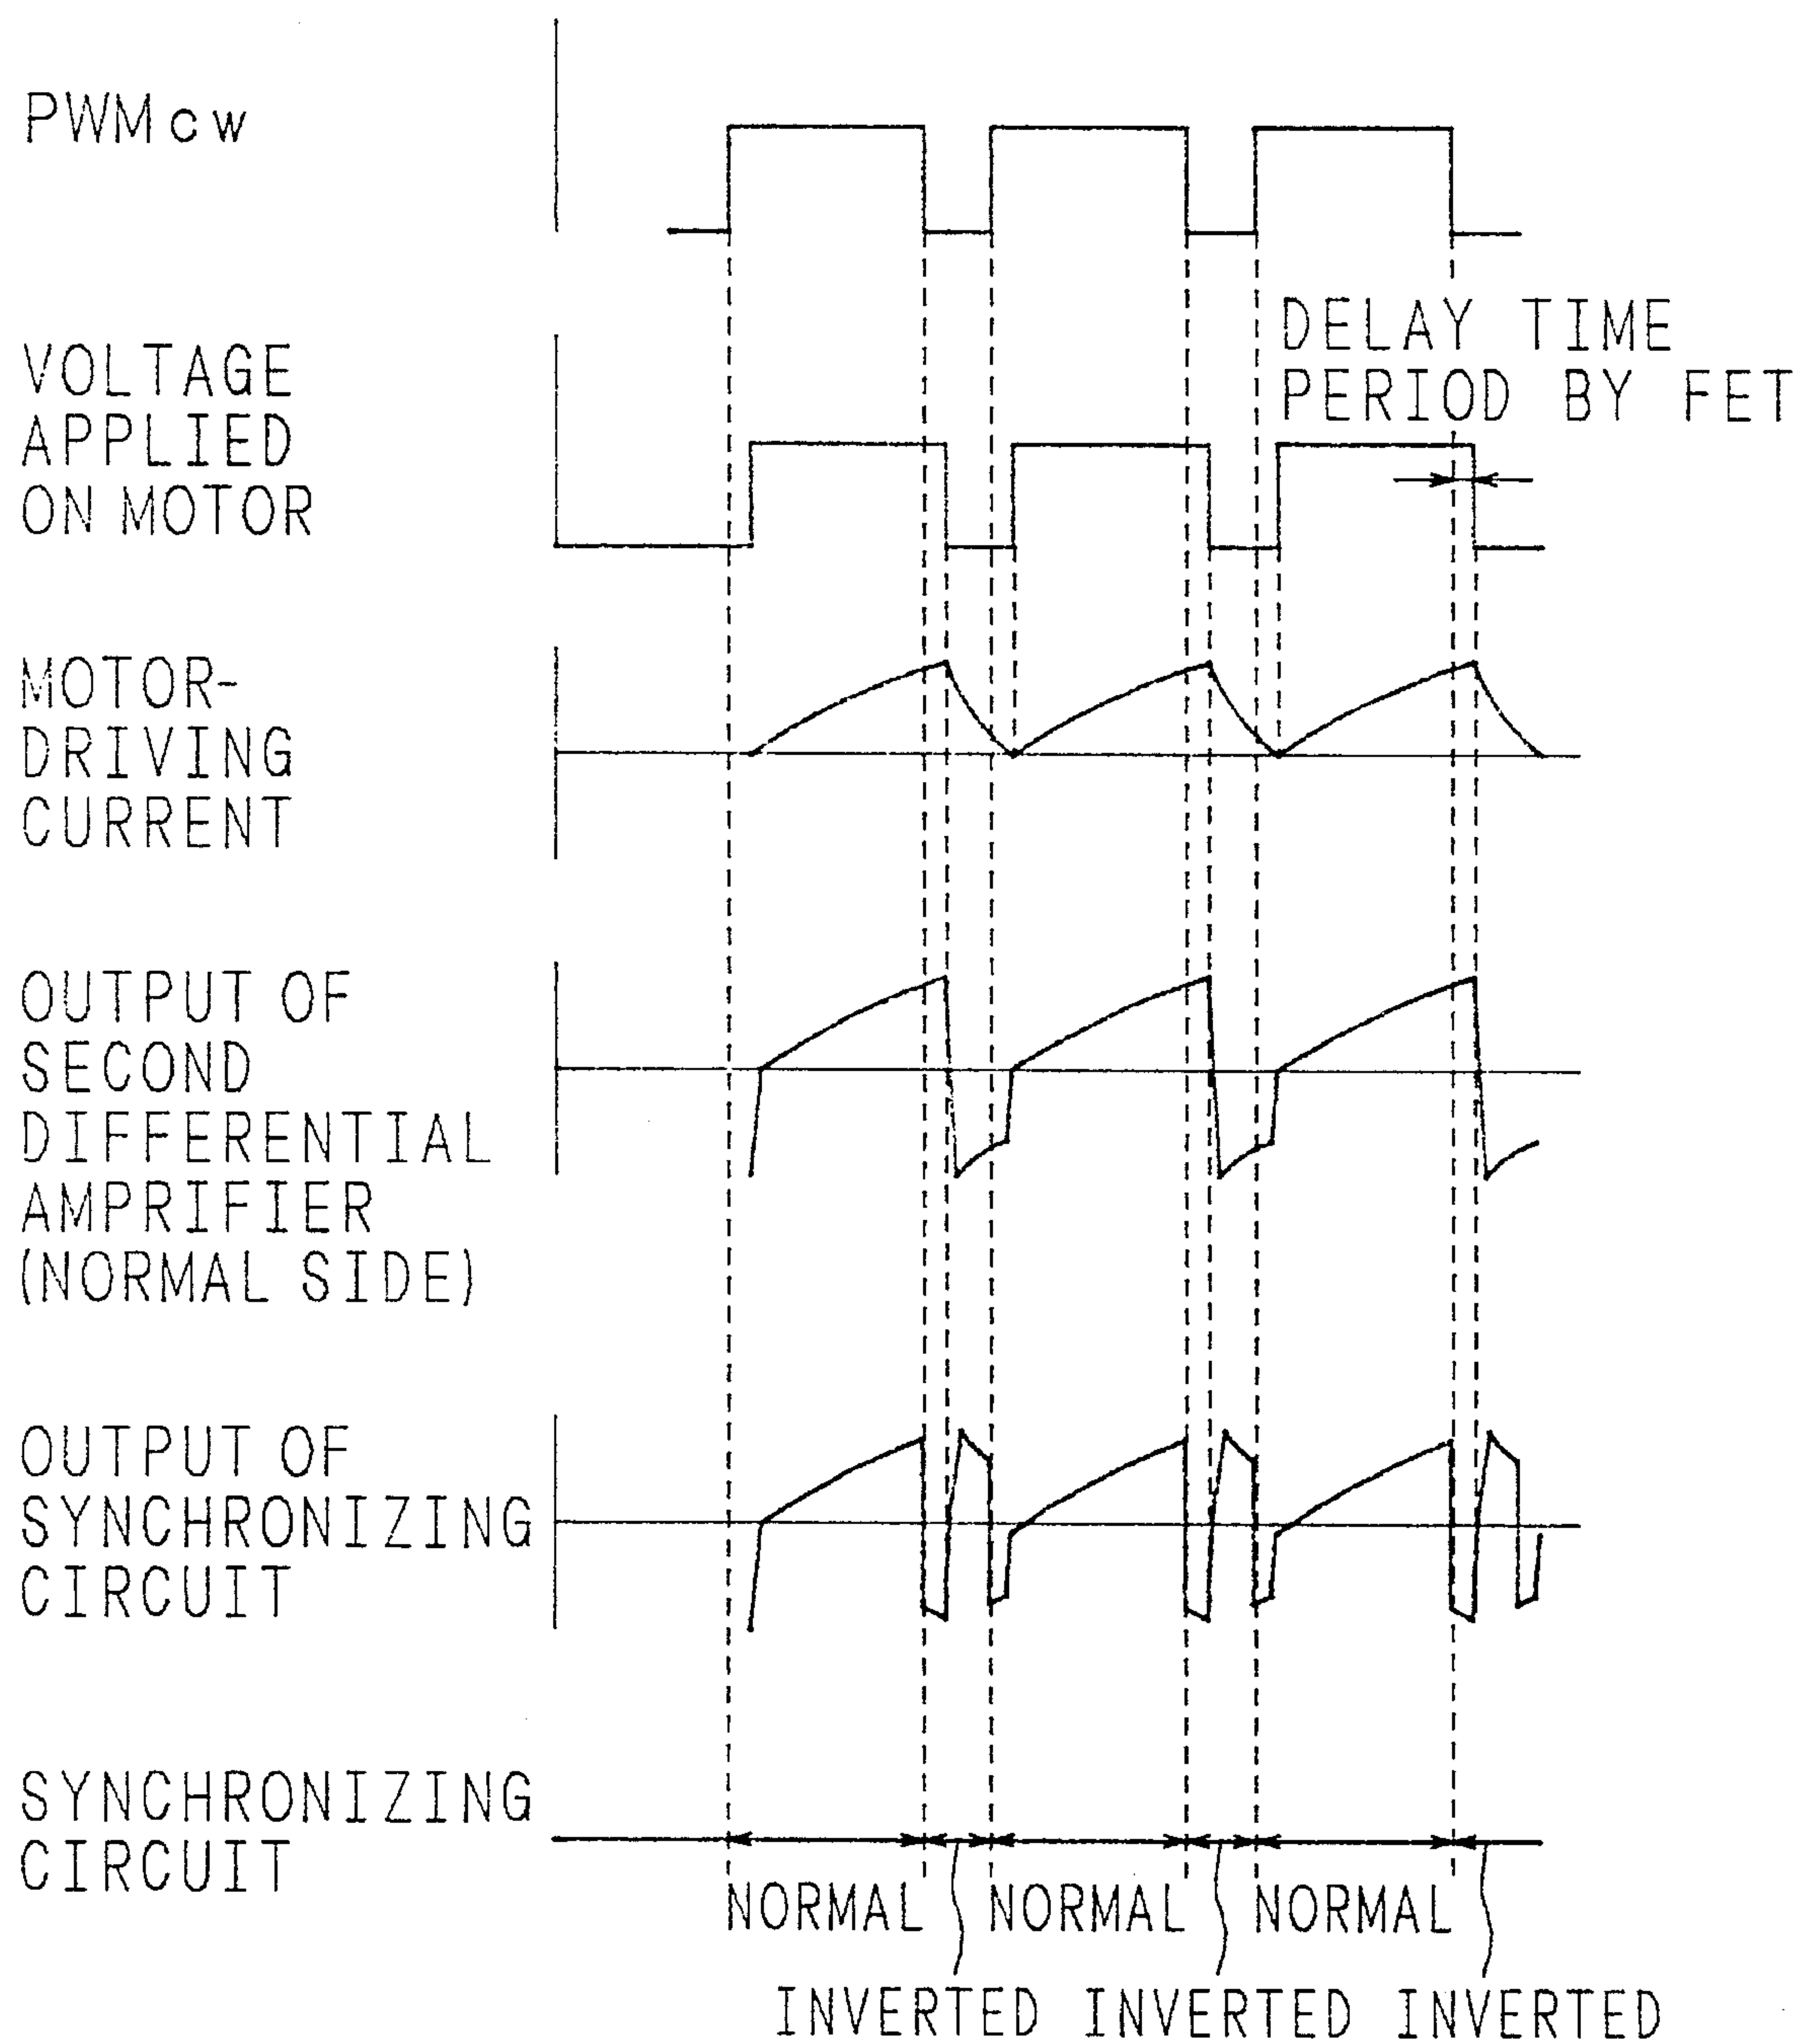 PWMcw
DELAY TIME
PERIOD BY FET
VOLTAGE
APPLIED
ON MOTOR
MOTOR-
DRIVING
CURRENT
OUTPUT OF
SECOND
DIFFERENTIAL
AMPRIFIER
(NORMAL SIDE)
OUTPUT OF
SYNCHRONIZING
CIRCUIT
SYNCHRONIZING
CIRCUIT
NORMAL NORMAL NORMAL
INVERTED INVERTED INVERTED